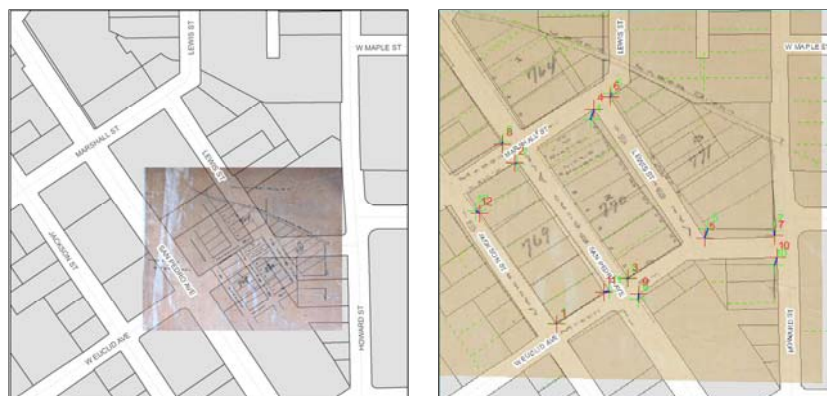 LEWIS ST
W MAPLE ST
MARSHALL ST
LEWIS ST
JACKSON ST
SAN PEDRO AVE
W EUCLID AVE
HOWARD ST
LEWIS ST
W MAPLE ST
764
6
4
8
MARSHALL ST
LEWIS ST
771
12
770
5
7
10
769
JACKSON ST
SAN PEDRO AVE
3
9
11
1
W EUCLID AVE
HOWARD ST